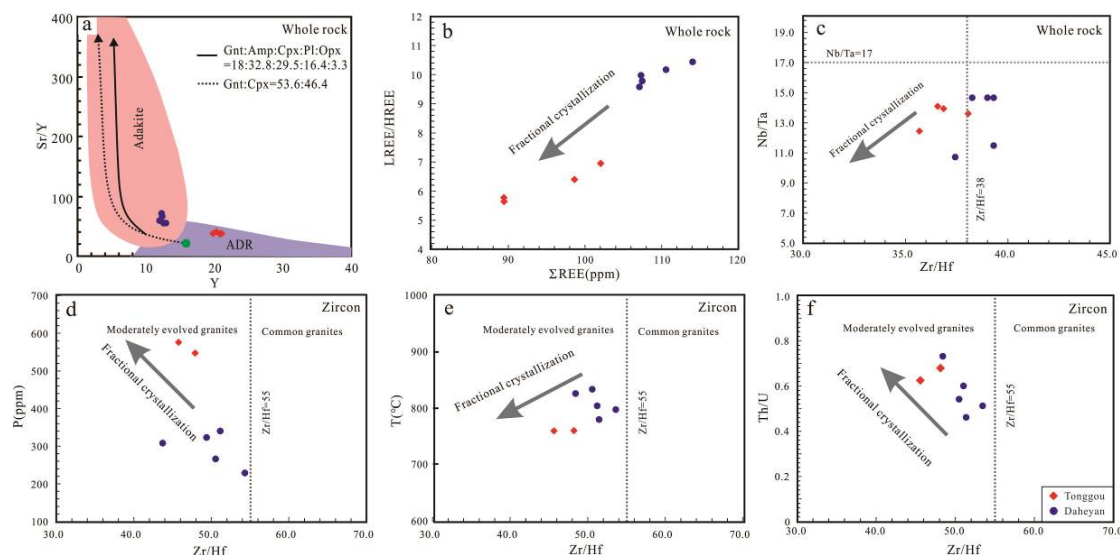 a
Whole rock
Gnt:Amp:Cpx:Pl:Opx
=18:32.8:29.5:16.4:3.3
Gnt:Cpx=53.6:46.4
Adakite
ADR
Sr/Y
400
300
200
100
0
0
10
20
30
40
Y
b
Whole rock
Fractional crystallization
LREE/HREE
12
11
10
9
8
7
6
5
4
80
90
100
110
120
ΣREE(ppm)
c
Whole rock
Nb/Ta=17
Fractional crystallization
Zr/Hf=38
Nb/Ta
19.0
17.0
15.0
13.0
11.0
9.0
7.0
5.0
30.0
35.0
40.0
45.0
Zr/Hf
d
Zircon
Moderately evolved granites
Common granites
Fractional crystallization
Zr/Hf=55
P(ppm)
700
600
500
400
300
200
100
30.0
40.0
50.0
60.0
70.0
Zr/Hf
e
Zircon
Moderately evolved granites
Common granites
Fractional crystallization
Zr/Hf=55
T(℃)
1000
900
800
700
600
30.0
40.0
50.0
60.0
70.0
Zr/Hf
f
Zircon
Moderately evolved granites
Common granites
Fractional crystallization
Zr/Hf=55
Th/U
1.0
0.8
0.6
0.4
0.2
0.0
30.0
40.0
50.0
60.0
70.0
Zr/Hf
Tonggou
Daheyan